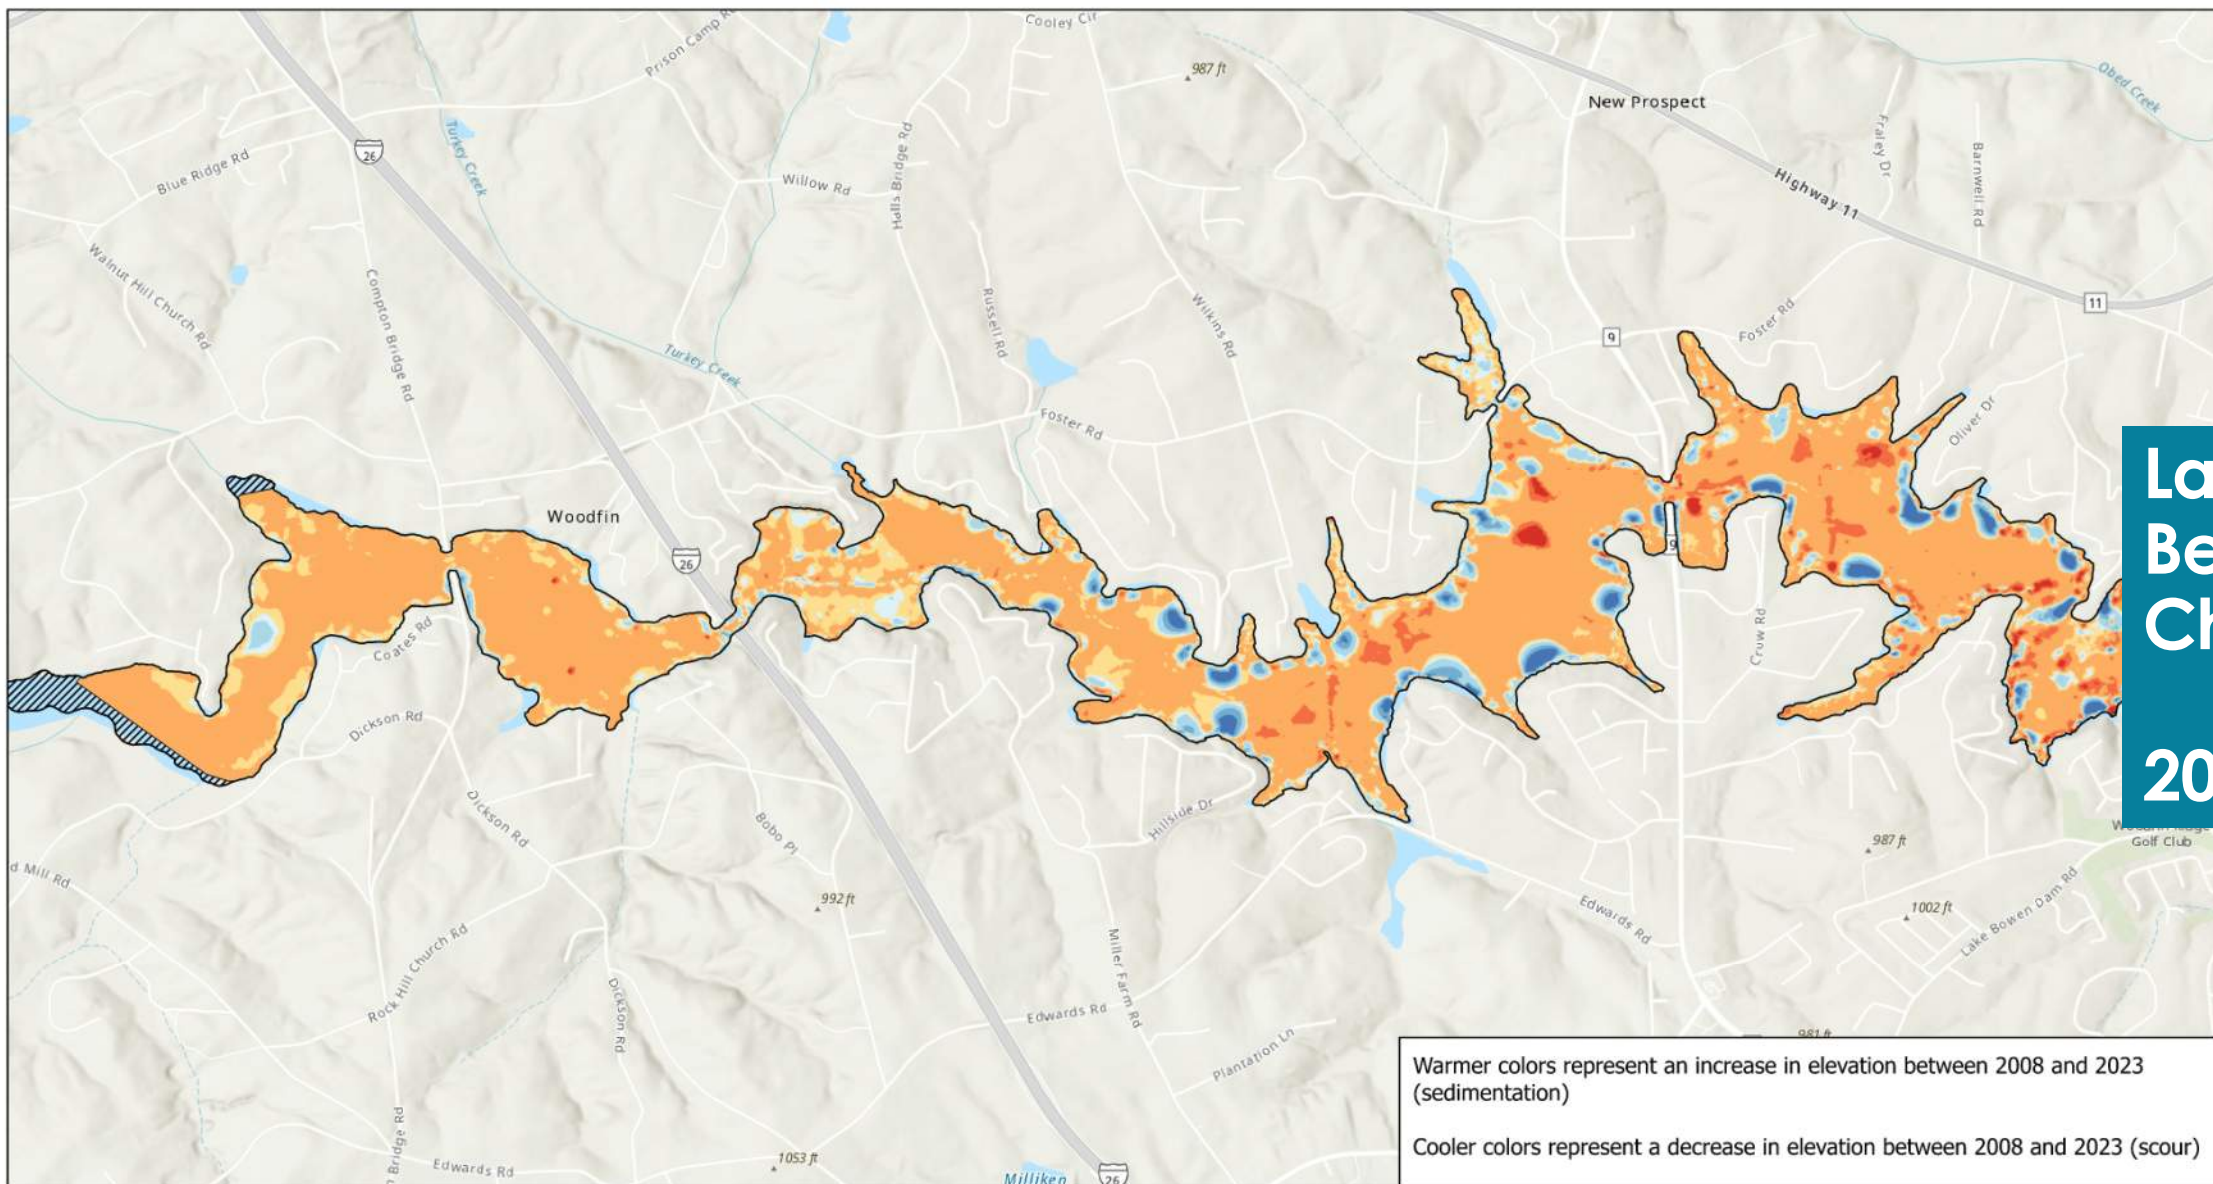 Cooley Cir
Prison Camp
987 ft
Obed Creek
New Prospect
Turkey Creek
26
Blue Ridge Rd
Willow Rd
Halls Bridge Rd
Fraley Dr
Barnwell Rd
Highway 11
Walnut Hill Church Rd
Compton Bridge Rd
Russell Rd
Wilkins Rd
11
9
Foster Rd
Turkey Creek
Foster Rd
Oliver Dr
La
Be
Ch
20
Woodfin
26
9
Coates Rd
Crow Rd
Dickson Rd
Dickson Rd
Bobo Pl
Hillside Dr
987 ft
Golf Club
d Mill Rd
992 ft
1002 ft
Edwards Rd
Lake Bowen Dam Rd
Rock Hill Church Rd
Miller Farm Rd
Dickson Rd
Edwards Rd
Plantation Ln
981 ft
Warmer colors represent an increase in elevation between 2008 and 2023
(sedimentation)
Cooler colors represent a decrease in elevation between 2008 and 2023 (scour)
Bridge Rd
Edwards Rd
1053 ft
Milliken
26